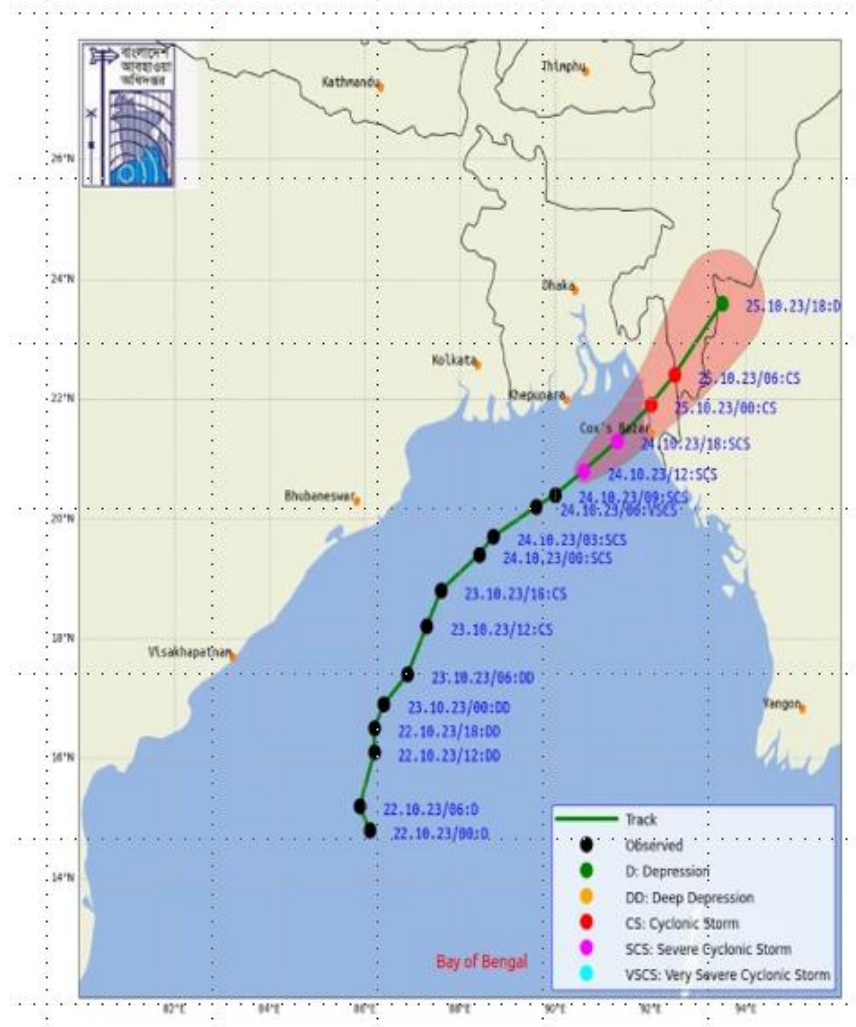 বাংলাদেশ
আবহাওয়া
অধিদপ্তর
Kathmandu
Thimphu
26°N
24°N
Dhaka
25.10.23/18:D
Kolkata
22°N
Khepupara
25.10.23/06:CS
25.10.23/00:CS
Cox's Bazar
24.10.23/18:SCS
24.10.23/12:SCS
Bhubaneswar
24.10.23/09:SCS
20°N
24.10.23/06:VSCS
24.10.23/03:SCS
24.10.23/00:SCS
23.10.23/18:CS
23.10.23/12:CS
18°N
Visakhapatnam
23.10.23/06:DD
23.10.23/00:DD
Yangon
22.10.23/18:DD
22.10.23/12:DD
16°N
22.10.23/06:D
22.10.23/00:D
14°N
Track
Observed
D: Depression
DD: Deep Depression
CS: Cyclonic Storm
SCS: Severe Cyclonic Storm
VSCS: Very Severe Cyclonic Storm
Bay of Bengal
82°E 84°E 86°E 88°E 90°E 92°E 94°E